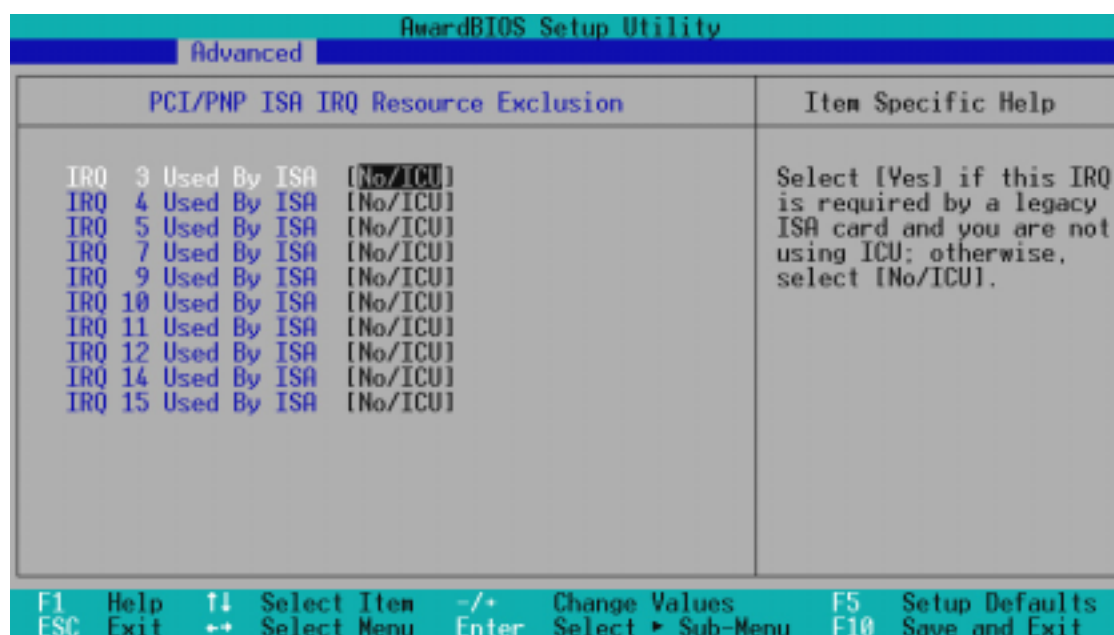 AwardBIOS Setup Utility
Advanced
PCI/PNP ISA IRQ Resource Exclusion
IRQ 3 Used By ISA [No/ICU]
IRQ 4 Used By ISA [No/ICU]
IRQ 5 Used By ISA [No/ICU]
IRQ 7 Used By ISA [No/ICU]
IRQ 9 Used By ISA [No/ICU]
IRQ 10 Used By ISA [No/ICU]
IRQ 11 Used By ISA [No/ICU]
IRQ 12 Used By ISA [No/ICU]
IRQ 14 Used By ISA [No/ICU]
IRQ 15 Used By ISA [No/ICU]
Item Specific Help
Select [Yes] if this IRQ
is required by a legacy
ISA card and you are not
using ICU; otherwise,
select [No/ICU].
F1 Help ↑↓ Select Item -/+ Change Values F5 Setup Defaults
ESC Exit ←→ Select Menu Enter Select ► Sub-Menu F10 Save and Exit